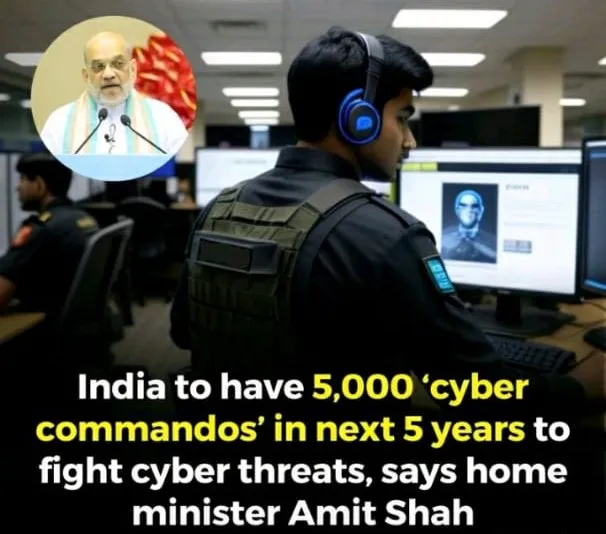 India to have 5,000 ‘cyber
commandos’ in next 5 years to
fight cyber threats, says home
minister Amit Shah